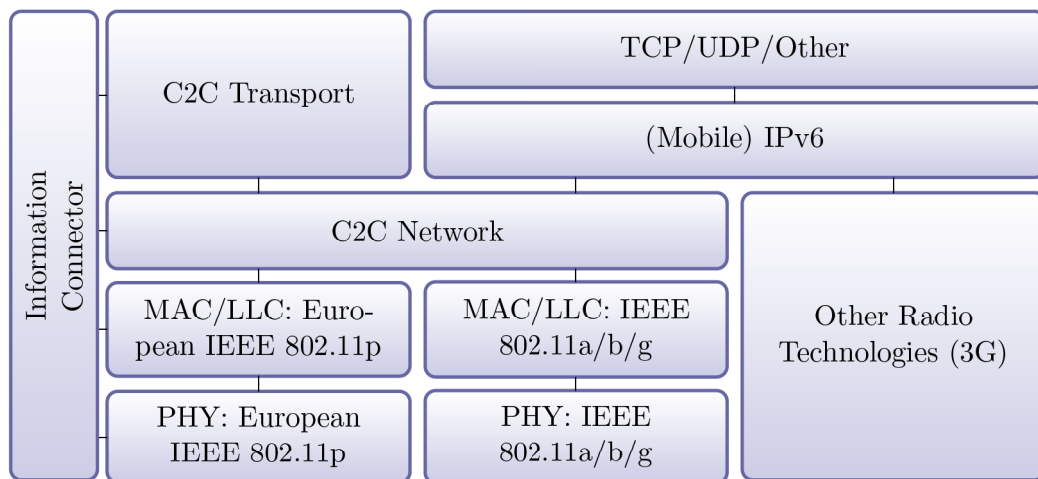 Information
Connector
C2C Transport
TCP/UDP/Other
(Mobile) IPv6
C2C Network
MAC/LLC: Euro-
pean IEEE 802.11p
MAC/LLC: IEEE
802.11a/b/g
Other Radio
Technologies (3G)
PHY: European
IEEE 802.11p
PHY: IEEE
802.11a/b/g